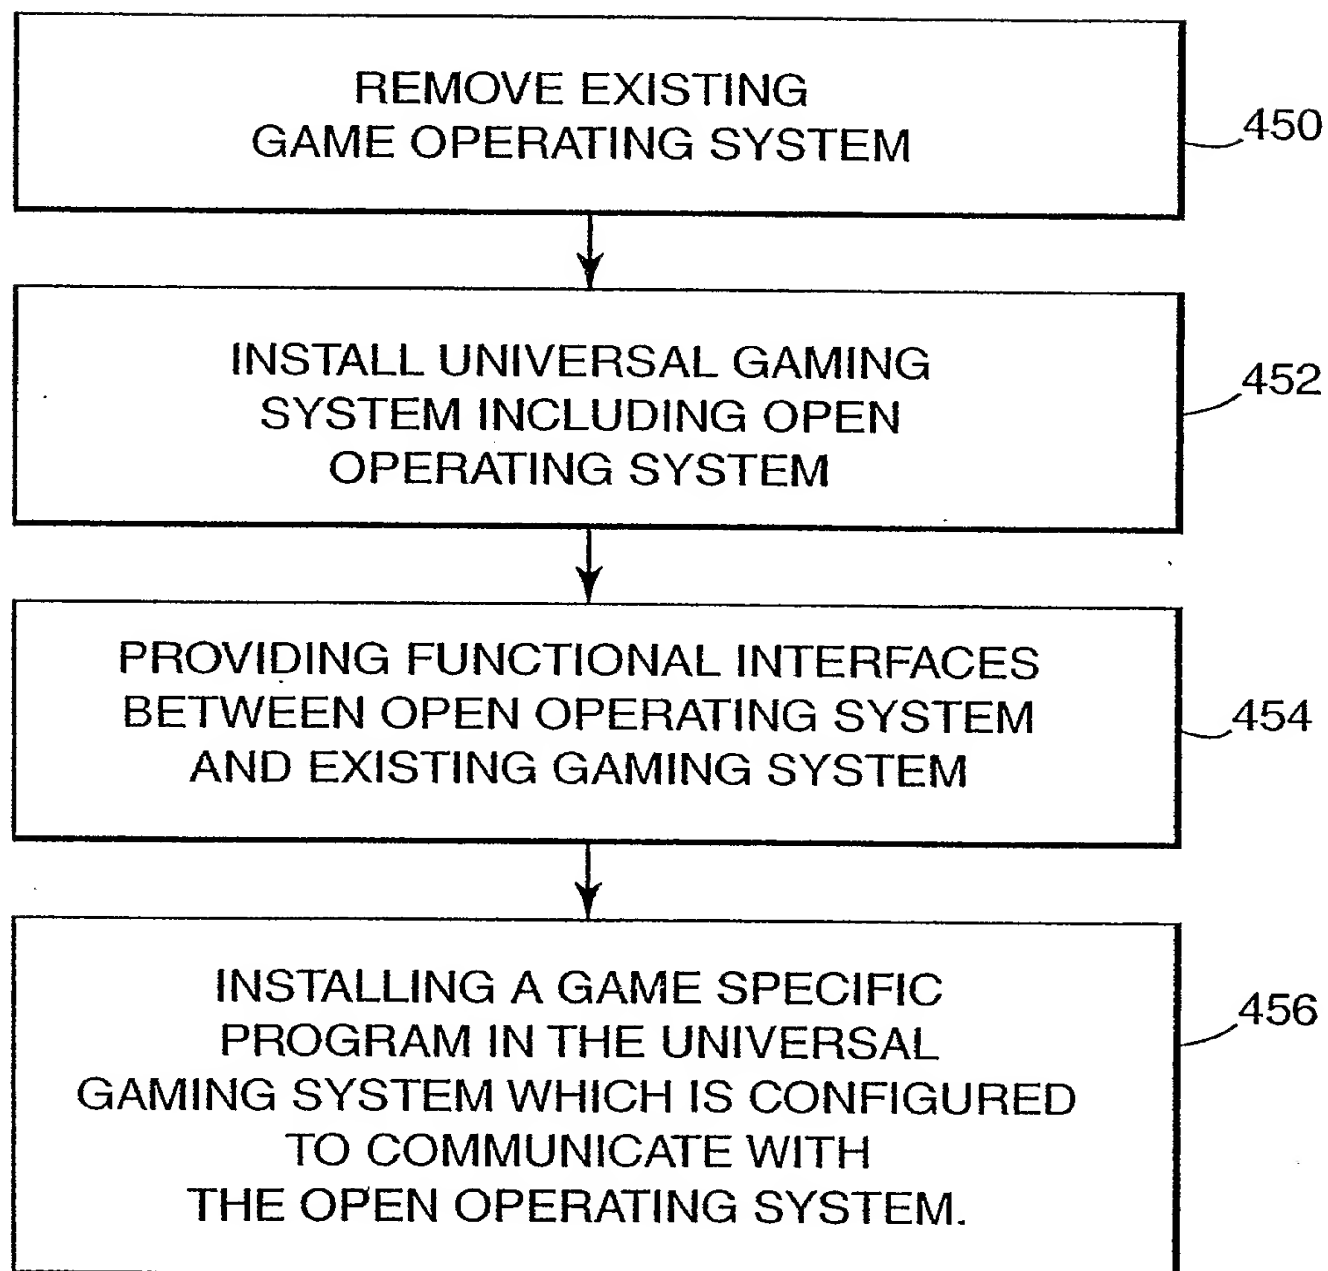 REMOVE EXISTING
GAME OPERATING SYSTEM
450
INSTALL UNIVERSAL GAMING
SYSTEM INCLUDING OPEN
OPERATING SYSTEM
452
PROVIDING FUNCTIONAL INTERFACES
BETWEEN OPEN OPERATING SYSTEM
AND EXISTING GAMING SYSTEM
454
INSTALLING A GAME SPECIFIC
PROGRAM IN THE UNIVERSAL
GAMING SYSTEM WHICH IS CONFIGURED
TO COMMUNICATE WITH
THE OPEN OPERATING SYSTEM.
456